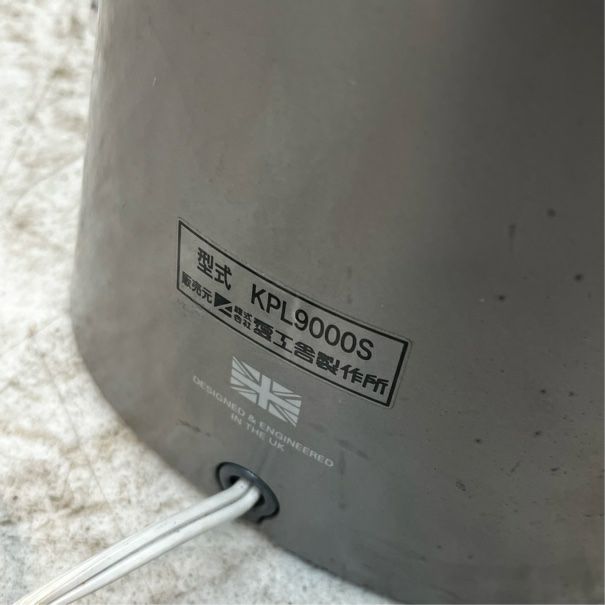 型式 KPL9000S
販売元 株式会社 愛工舎製作所
DESIGNED & ENGINEERED
IN THE UK